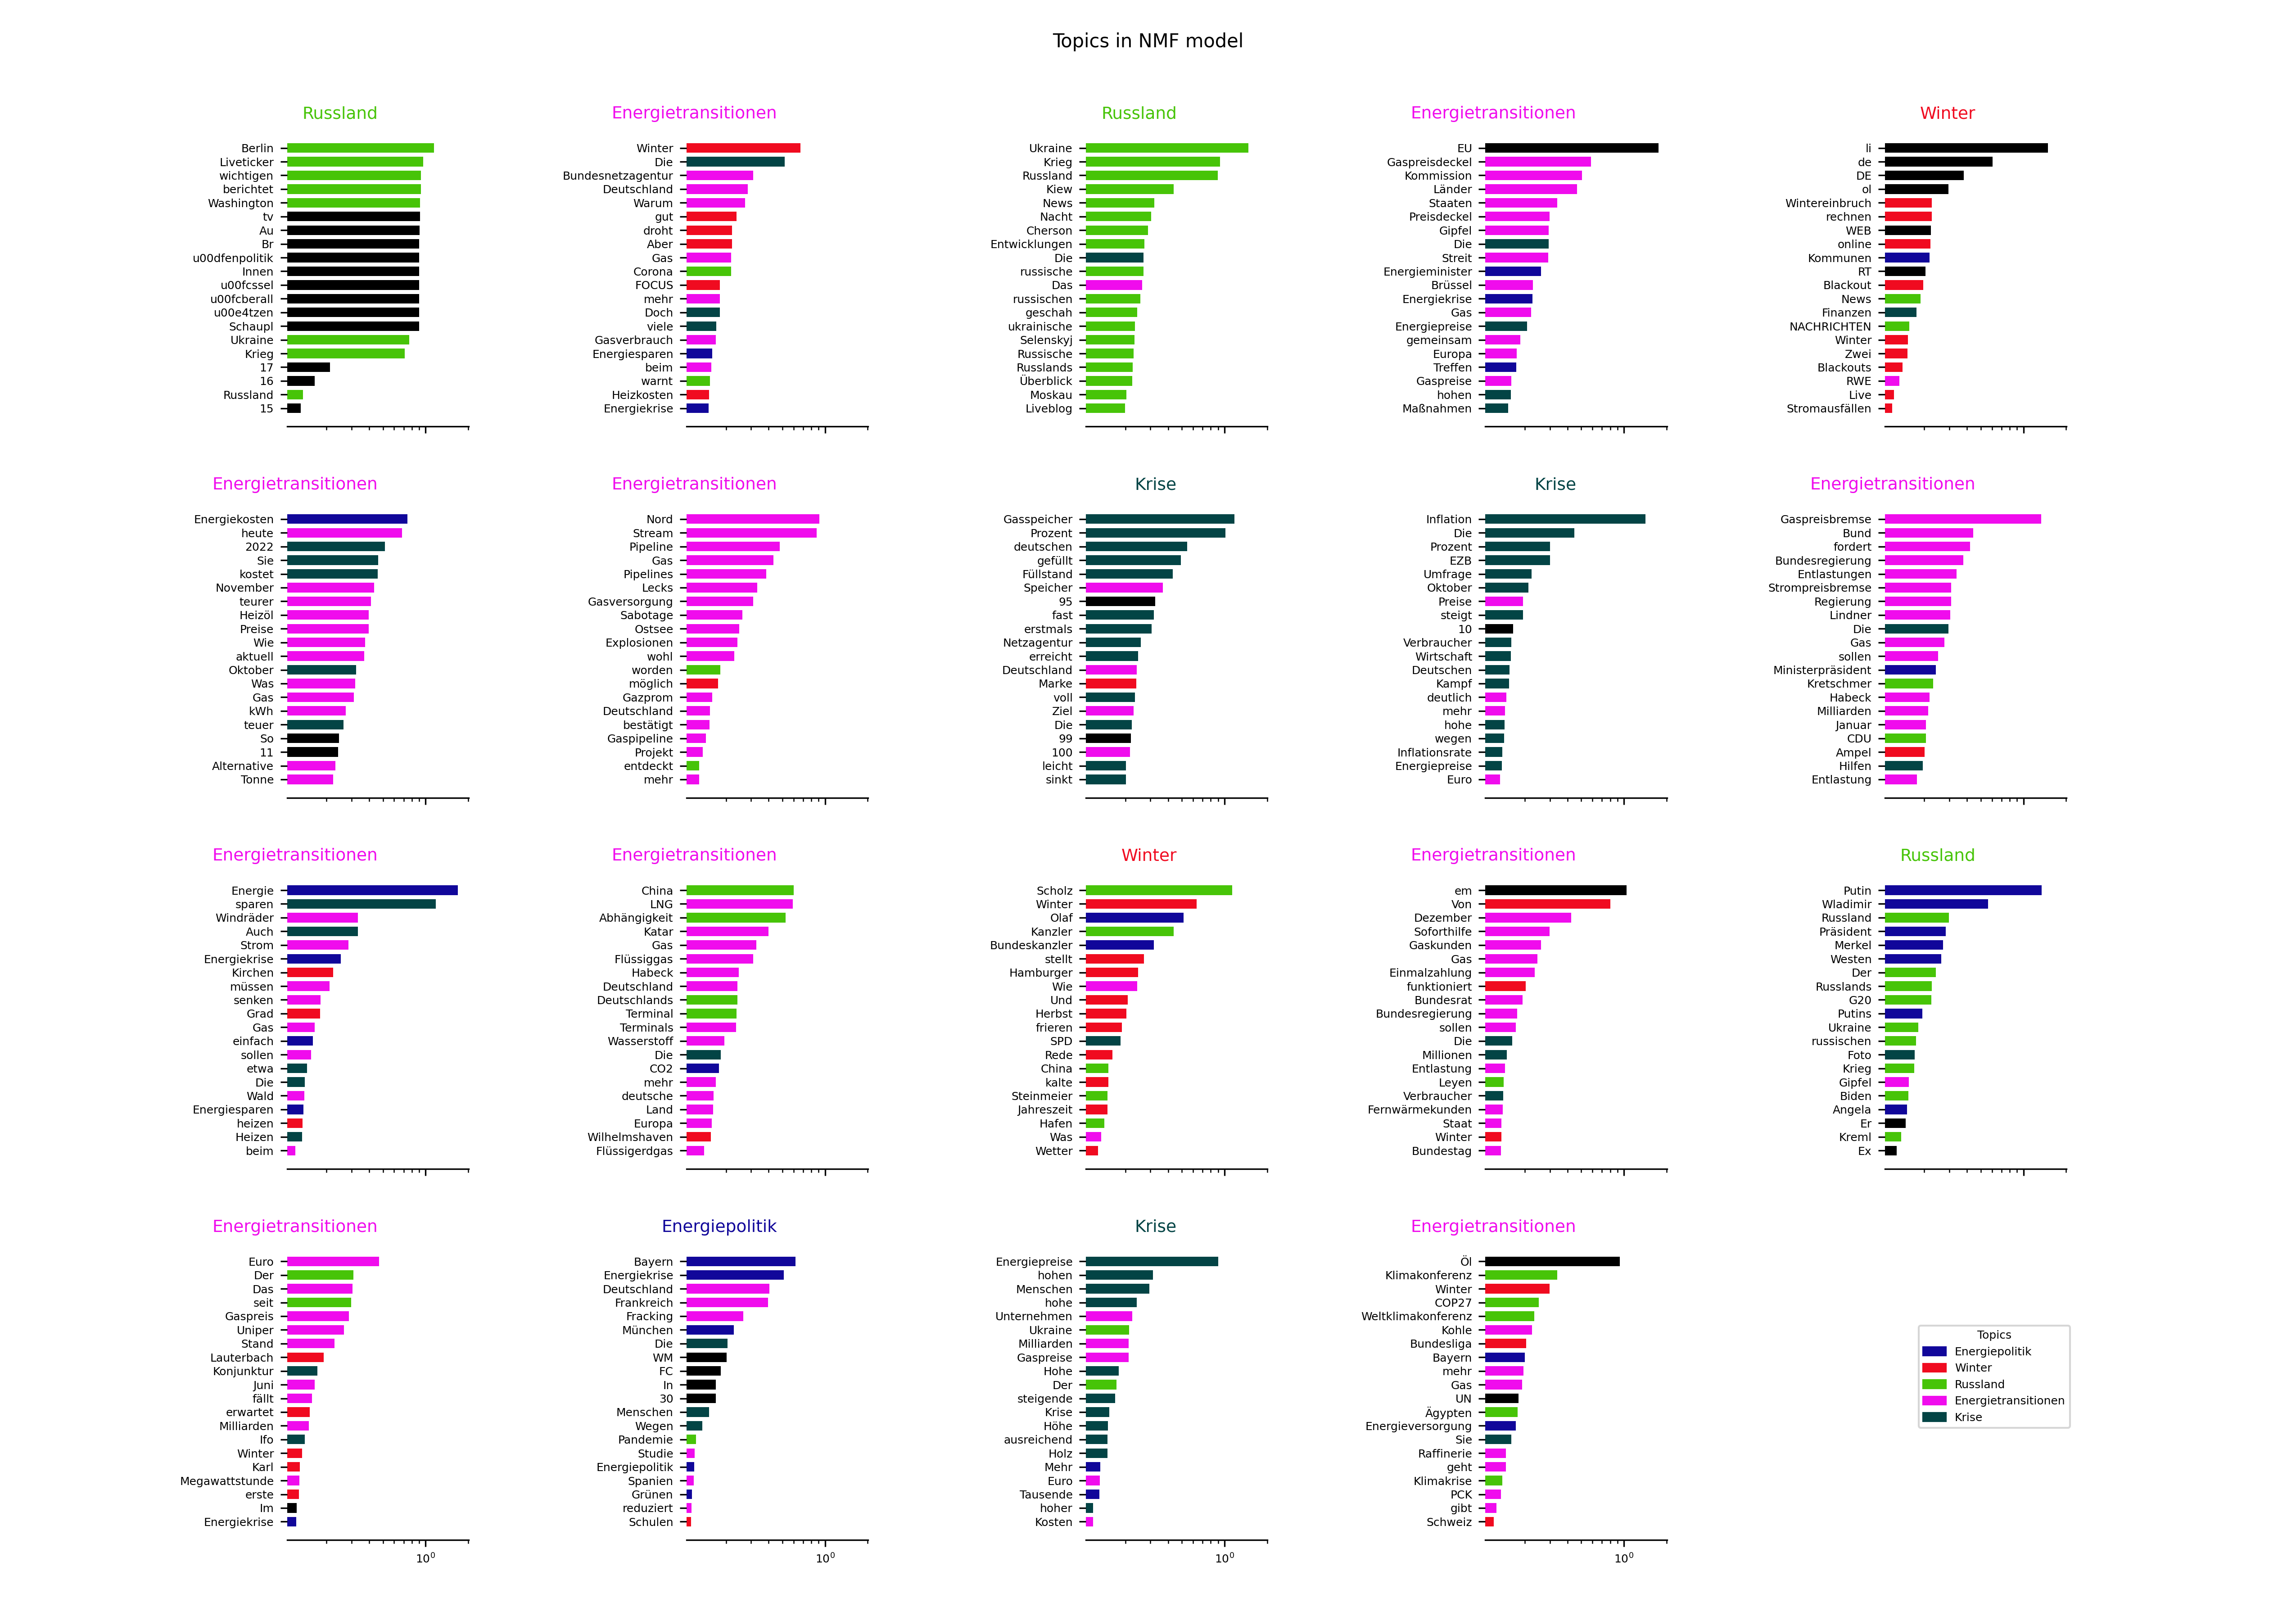 Topics in NMF model
Russland
Berlin
Liveticker
wichtigen
berichtet
Washington
tv
Au
Br
u00dfenpolitik
Innen
u00fcssel
u00fcberall
u00e4tzen
Schaupl
Ukraine
Krieg
17
16
Russland
15
Energietransitionen
Winter
Die
Bundesnetzagentur
Deutschland
Warum
gut
droht
Aber
Gas
Corona
FOCUS
mehr
Doch
viele
Gasverbrauch
Energiesparen
beim
warnt
Heizkosten
Energiekrise
Russland
Ukraine
Krieg
Russland
Kiew
News
Nacht
Cherson
Entwicklungen
Die
russische
Das
russischen
geschah
ukrainische
Selenskyj
Russische
Russlands
Überblick
Moskau
Liveblog
Energietransitionen
EU
Gaspreisdeckel
Kommission
Länder
Staaten
Preisdeckel
Gipfel
Die
Streit
Energieminister
Brüssel
Energiekrise
Gas
Energiepreise
gemeinsam
Europa
Treffen
Gaspreise
hohen
Maßnahmen
Winter
li
de
DE
ol
Wintereinbruch
rechnen
WEB
online
Kommunen
RT
Blackout
News
Finanzen
NACHRICHTEN
Winter
Zwei
Blackouts
RWE
Live
Stromausfällen
Energietransitionen
Energiekosten
heute
2022
Sie
kostet
November
teurer
Heizöl
Preise
Wie
aktuell
Oktober
Was
Gas
kWh
teuer
So
11
Alternative
Tonne
Energietransitionen
Nord
Stream
Pipeline
Gas
Pipelines
Lecks
Gasversorgung
Sabotage
Ostsee
Explosionen
wohl
worden
möglich
Gazprom
Deutschland
bestätigt
Gaspipeline
Projekt
entdeckt
mehr
Krise
Gasspeicher
Prozent
deutschen
gefüllt
Füllstand
Speicher
95
fast
erstmals
Netzagentur
erreicht
Deutschland
Marke
voll
Ziel
Die
99
100
leicht
sinkt
Krise
Inflation
Die
Prozent
EZB
Umfrage
Oktober
Preise
steigt
10
Verbraucher
Wirtschaft
Deutschen
Kampf
deutlich
mehr
hohe
wegen
Inflationsrate
Energiepreise
Euro
Energietransitionen
Gaspreisbremse
Bund
fordert
Bundesregierung
Entlastungen
Strompreisbremse
Regierung
Lindner
Die
Gas
sollen
Ministerpräsident
Kretschmer
Habeck
Milliarden
Januar
CDU
Ampel
Hilfen
Entlastung
Energietransitionen
Energie
sparen
Windräder
Auch
Strom
Energiekrise
Kirchen
müssen
senken
Grad
Gas
einfach
sollen
etwa
Die
Wald
Energiesparen
heizen
Heizen
beim
Energietransitionen
China
LNG
Abhängigkeit
Katar
Gas
Flüssiggas
Habeck
Deutschland
Deutschlands
Terminal
Terminals
Wasserstoff
Die
CO2
mehr
deutsche
Land
Europa
Wilhelmshaven
Flüssigerdgas
Winter
Scholz
Winter
Olaf
Kanzler
Bundeskanzler
stellt
Hamburger
Wie
Und
Herbst
frieren
SPD
Rede
China
kalte
Steinmeier
Jahreszeit
Hafen
Was
Wetter
Energietransitionen
em
Von
Dezember
Soforthilfe
Gaskunden
Gas
Einmalzahlung
funktioniert
Bundesrat
Bundesregierung
sollen
Die
Millionen
Entlastung
Leyen
Verbraucher
Fernwärmekunden
Staat
Winter
Bundestag
Russland
Putin
Wladimir
Russland
Präsident
Merkel
Westen
Der
Russlands
G20
Putins
Ukraine
russischen
Foto
Krieg
Gipfel
Biden
Angela
Er
Kreml
Ex
Energietransitionen
Euro
Der
Das
seit
Gaspreis
Uniper
Stand
Lauterbach
Konjunktur
Juni
fällt
erwartet
Milliarden
Ifo
Winter
Karl
Megawattstunde
erste
Im
Energiekrise
10⁰
Energiepolitik
Bayern
Energiekrise
Deutschland
Frankreich
Fracking
München
Die
WM
FC
In
30
Menschen
Wegen
Pandemie
Studie
Energiepolitik
Spanien
Grünen
reduziert
Schulen
10⁰
Krise
Energiepreise
hohen
Menschen
hohe
Unternehmen
Ukraine
Milliarden
Gaspreise
Hohe
Der
steigende
Krise
Höhe
ausreichend
Holz
Mehr
Euro
Tausende
hoher
Kosten
10⁰
Energietransitionen
Öl
Klimakonferenz
Winter
COP27
Weltklimakonferenz
Kohle
Bundesliga
Bayern
mehr
Gas
UN
Ägypten
Energieversorgung
Sie
Raffinerie
geht
Klimakrise
PCK
gibt
Schweiz
10⁰
Topics
Energiepolitik
Winter
Russland
Energietransitionen
Krise